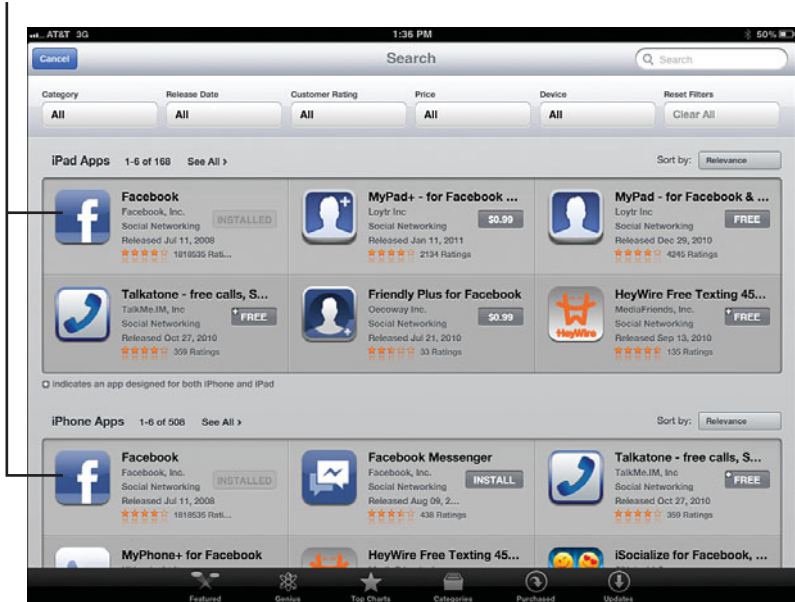 AT&T 3G 1:36 PM 50%
Cancel Search Search
Category Release Date Customer Rating Price Device Reset Filters
All All All All All Clear All
iPad Apps 1-6 of 168 See All › Sort by: Relevance
Facebook
Facebook, Inc.
Social Networking
Released Jul 11, 2008
1818535 Rati...
INSTALLED
MyPad+ - for Facebook ...
Loytr Inc
Social Networking
Released Jan 11, 2011
2134 Ratings
$0.99
MyPad - for Facebook & ...
Loytr Inc
Social Networking
Released Dec 29, 2010
4245 Ratings
FREE
Talkatone - free calls, S...
TalkMe.IM, Inc
Social Networking
Released Oct 27, 2010
359 Ratings
+ FREE
Friendly Plus for Facebook
Oecoway Inc.
Social Networking
Released Jul 21, 2010
33 Ratings
$0.99
HeyWire
HeyWire Free Texting 45...
MediaFriends, Inc.
Social Networking
Released Sep 13, 2010
135 Ratings
+ FREE
indicates an app designed for both iPhone and iPad
iPhone Apps 1-6 of 508 See All › Sort by: Relevance
Facebook
Facebook, Inc.
Social Networking
Released Jul 11, 2008
1818535 Rati...
INSTALLED
Facebook Messenger
Facebook, Inc.
Social Networking
Released Aug 09, 2...
438 Ratings
INSTALL
Talkatone - free calls, S...
TalkMe.IM, Inc
Social Networking
Released Oct 27, 2010
359 Ratings
+ FREE
MyPhone+ for Facebook
HeyWire Free Texting 45...
iSocialize for Facebook, ...
Featured Genius Top Charts Categories Purchased Updates